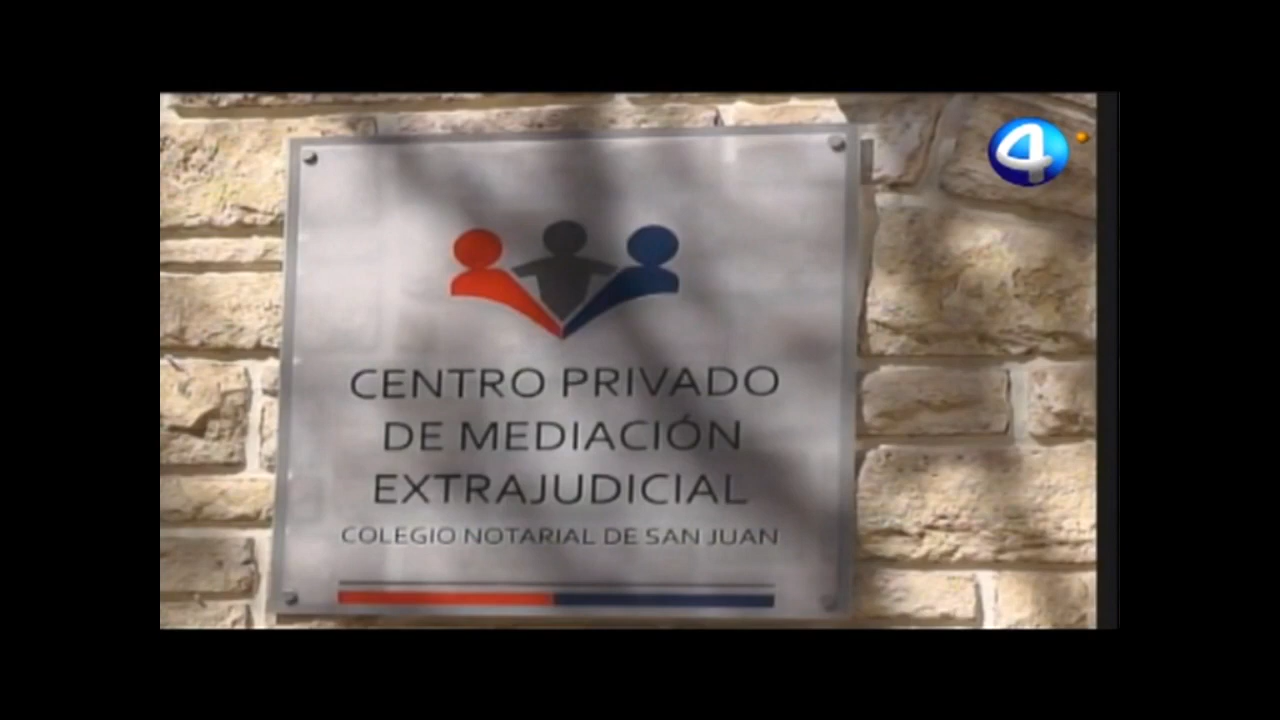 4
CENTRO PRIVADO
DE MEDIACIÓN
EXTRAJUDICIAL
COLEGIO NOTARIAL DE SAN JUAN